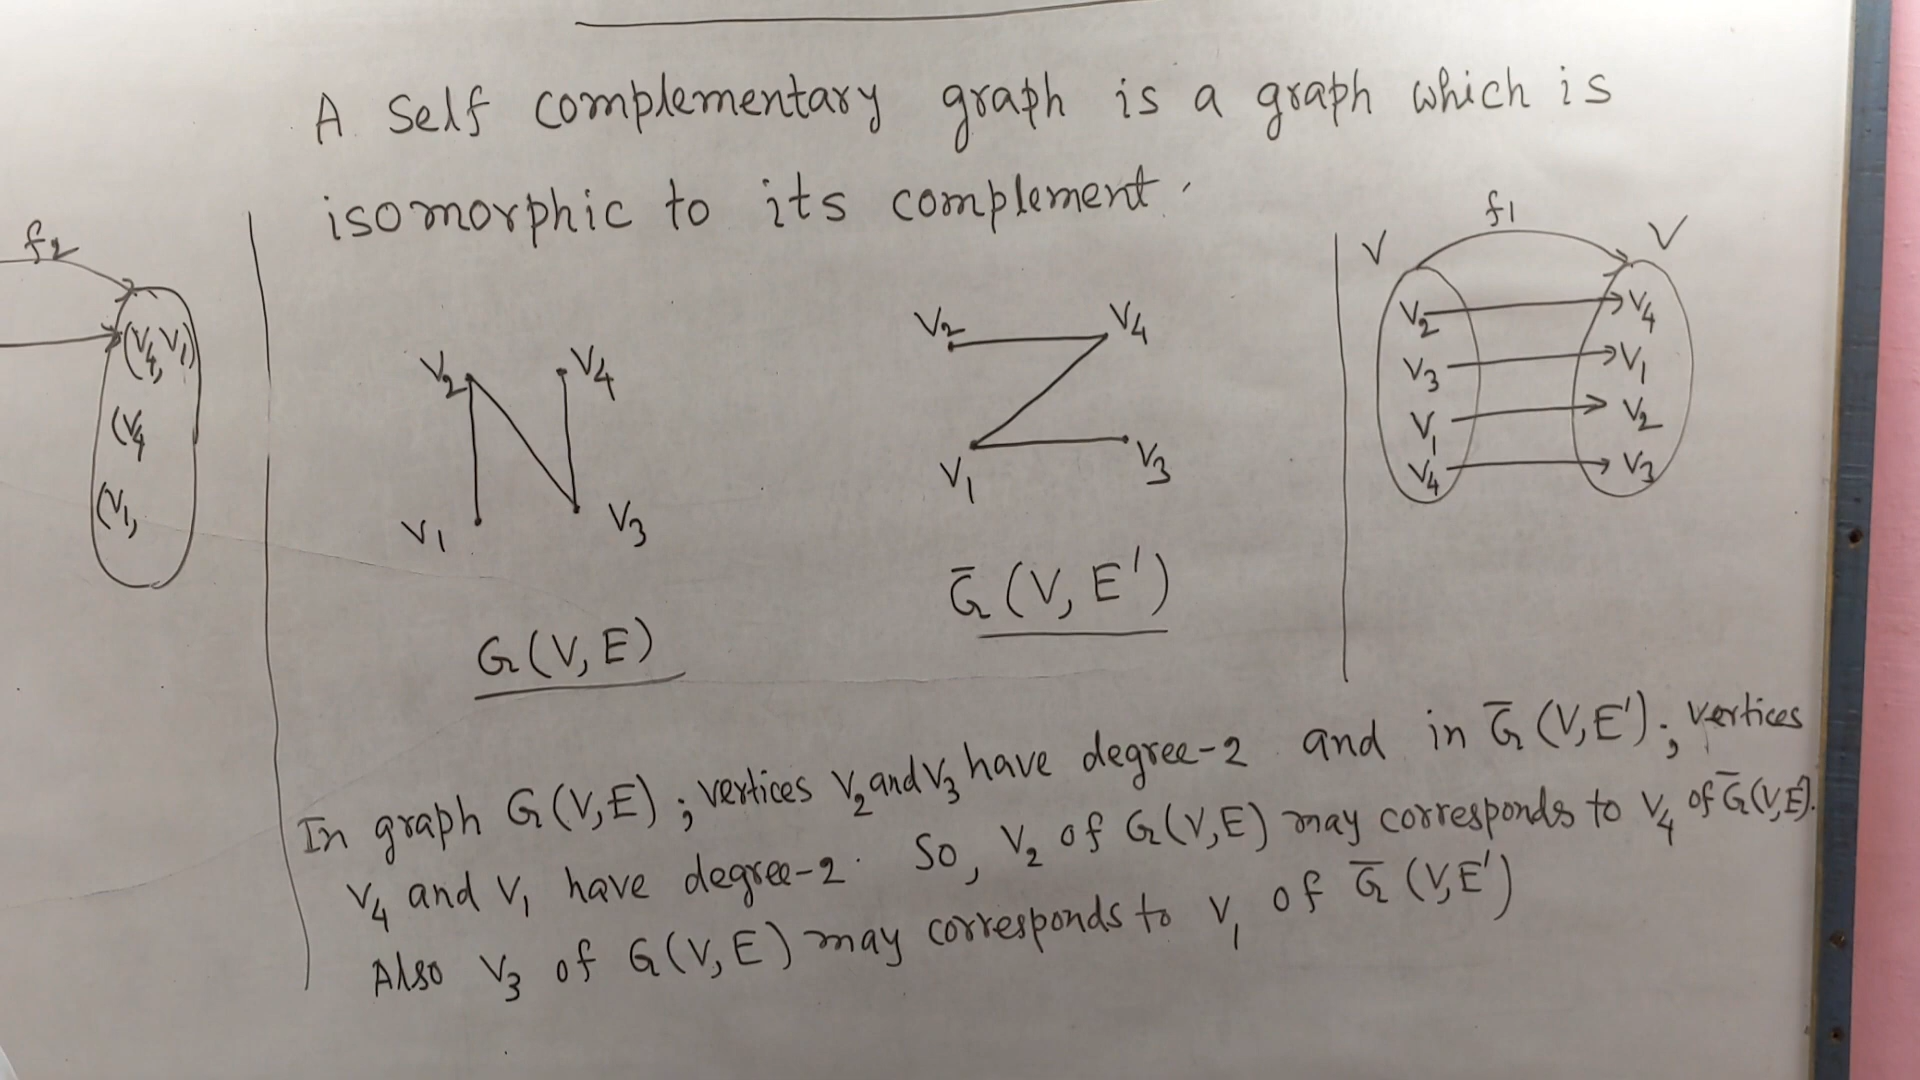 A Self complementary graph is a graph which is
isomorphic to its complement.
f2
(V4, V1)
(V4
(V1,
V2 V4
V1 V3
G(V,E)
V2 V4
V1 V3
G̅(V,E')
f1
V V
V2 V4
V3 V1
V1 V2
V4 V3
In graph G(V,E); vertices V2 and V3 have degree-2 and in G̅(V,E'); vertices
V4 and V1 have degree-2. So, V2 of G(V,E) may corresponds to V4 of G̅(V,E').
Also V3 of G(V,E) may corresponds to V1 of G̅(V,E')